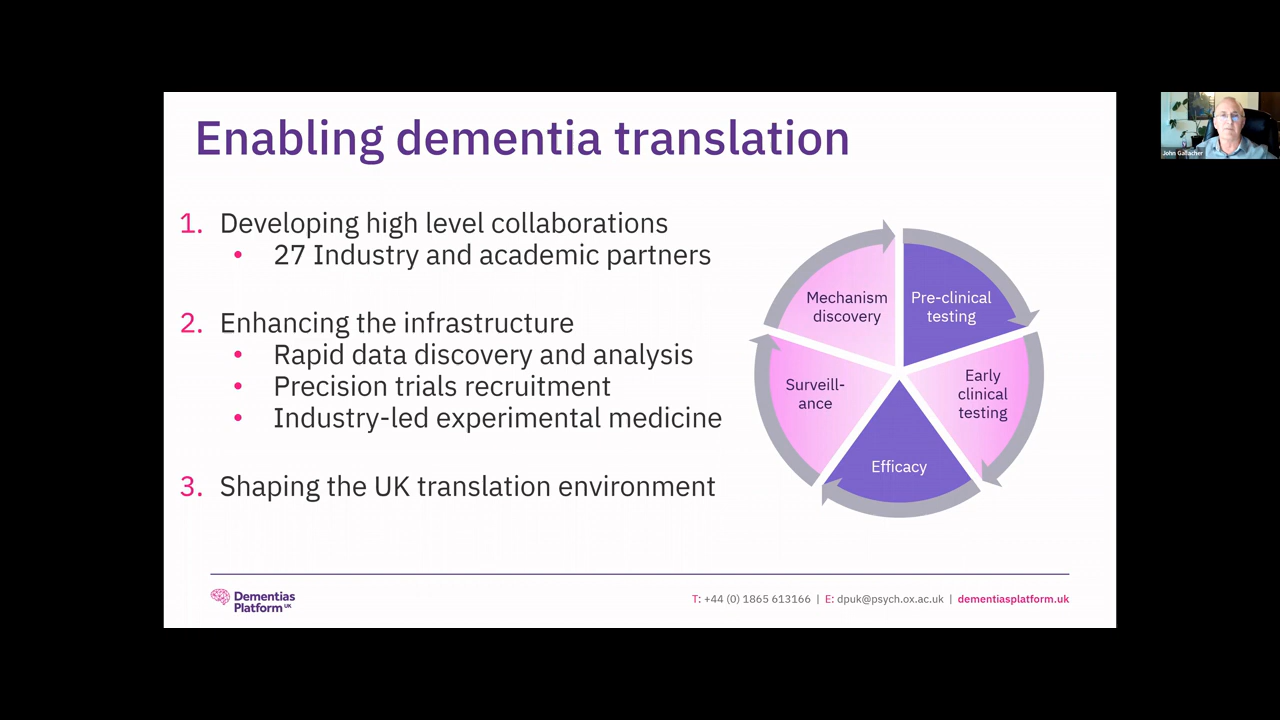 Enabling dementia translation
1. Developing high level collaborations
• 27 Industry and academic partners
2. Enhancing the infrastructure
• Rapid data discovery and analysis
• Precision trials recruitment
• Industry-led experimental medicine
3. Shaping the UK translation environment
Mechanism
discovery
Pre-clinical
testing
Early
clinical
testing
Efficacy
Surveill-
ance
Dementias
Platform UK
T: +44 (0) 1865 613166 | E: dpuk@psych.ox.ac.uk | dementiasplatform.uk
John Gallacher